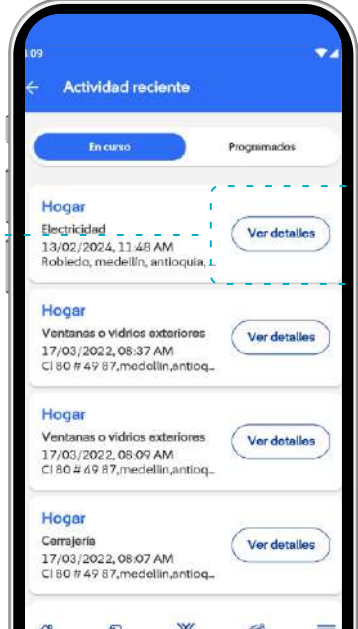 :09
Actividad reciente
En curso
Programados
Hogar
Electricidad
13/02/2024, 11:48 AM
Robledo, medellín, antioquia, ...
Ver detalles
Hogar
Ventanas o vidrios exteriores
17/03/2022, 08:37 AM
Cl 80 # 49 87,medellin,antioq...
Ver detalles
Hogar
Ventanas o vidrios exteriores
17/03/2022, 08:09 AM
Cl 80 # 49 87,medellin,antioq...
Ver detalles
Hogar
Cerrajería
17/03/2022, 08:07 AM
Cl 80 # 49 87,medellin,antioq...
Ver detalles